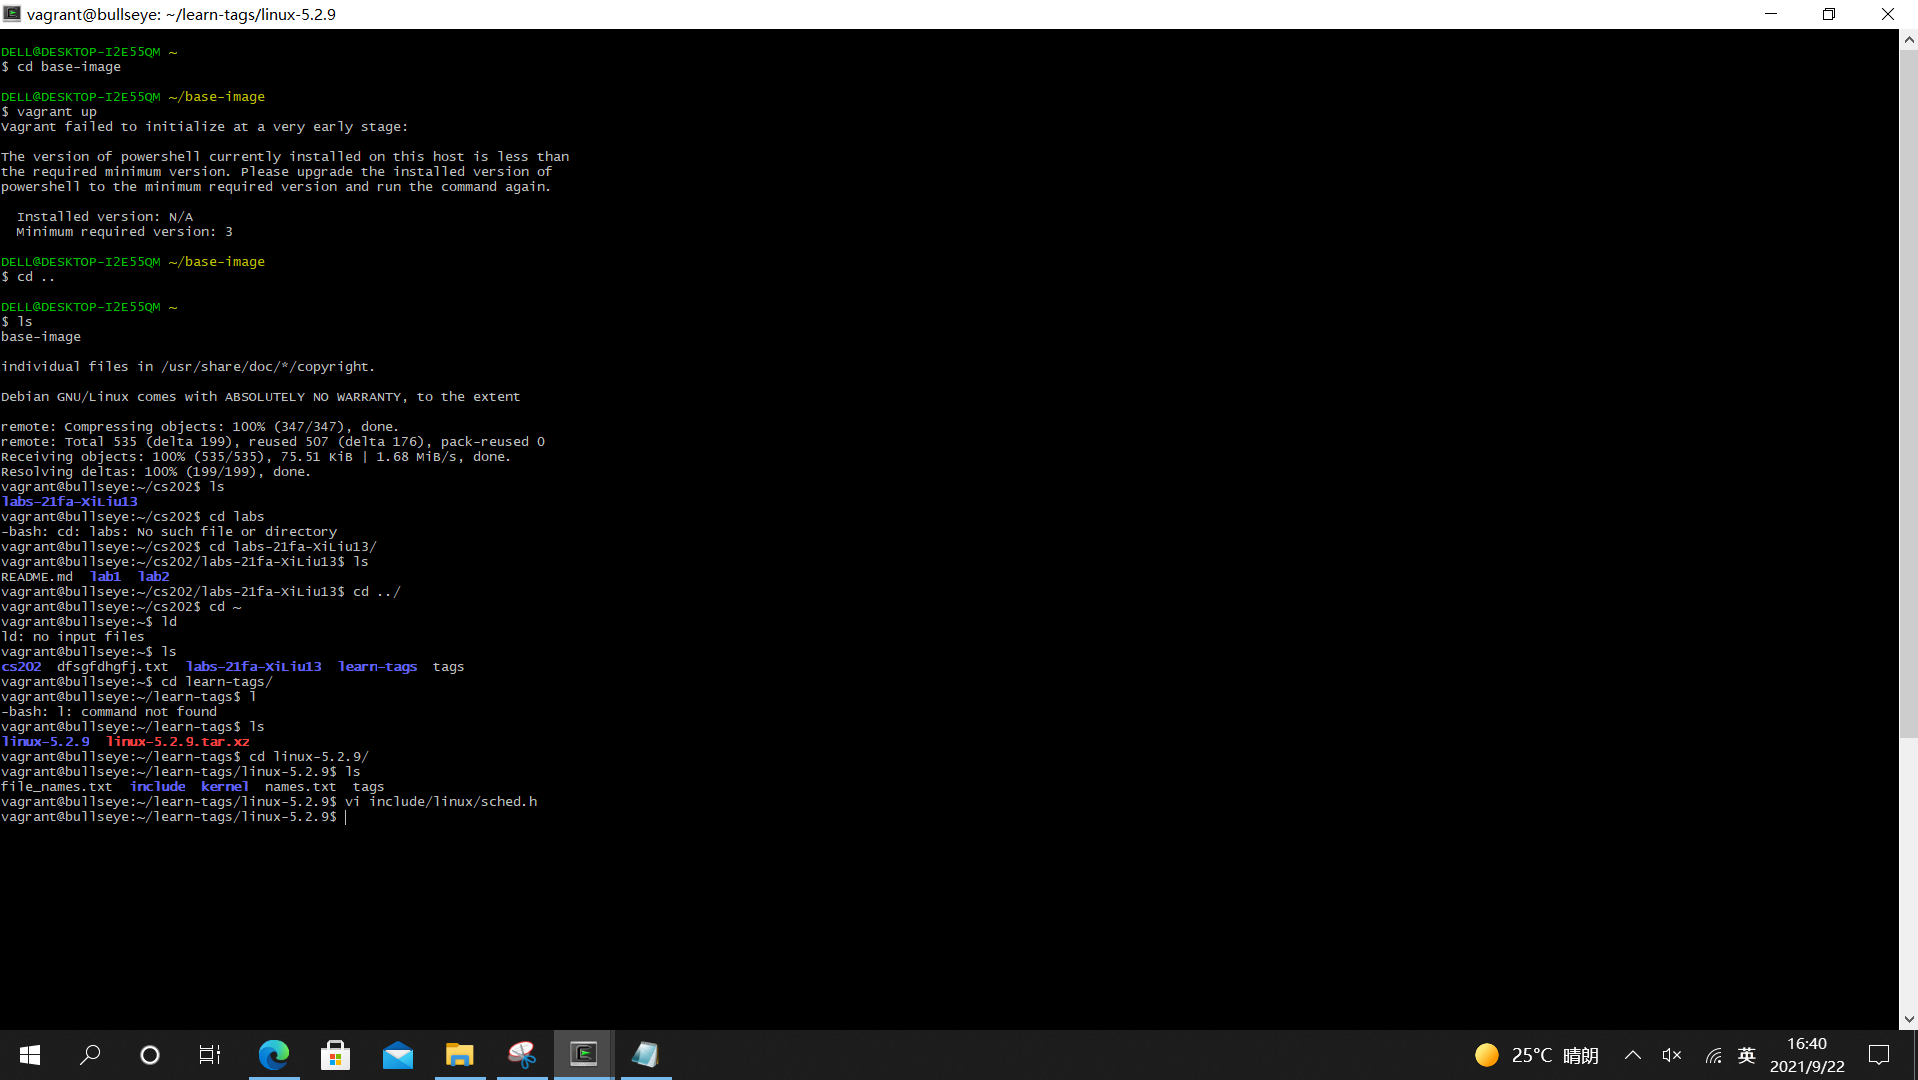 vagrant@bullseye: ~/learn-tags/linux-5.2.9
DELL@DESKTOP-I2E55QM ~
$ cd base-image
DELL@DESKTOP-I2E55QM ~/base-image
$ vagrant up
Vagrant failed to initialize at a very early stage:
The version of powershell currently installed on this host is less than
the required minimum version. Please upgrade the installed version of
powershell to the minimum required version and run the command again.
Installed version: N/A
Minimum required version: 3
DELL@DESKTOP-I2E55QM ~/base-image
$ cd ..
DELL@DESKTOP-I2E55QM ~
$ ls
base-image
individual files in /usr/share/doc/*/copyright.
Debian GNU/Linux comes with ABSOLUTELY NO WARRANTY, to the extent
remote: Compressing objects: 100% (347/347), done.
remote: Total 535 (delta 199), reused 507 (delta 176), pack-reused 0
Receiving objects: 100% (535/535), 75.51 KiB | 1.68 MiB/s, done.
Resolving deltas: 100% (199/199), done.
vagrant@bullseye:~/cs202$ ls
labs-21fa-XiLiu13
vagrant@bullseye:~/cs202$ cd labs
-bash: cd: labs: No such file or directory
vagrant@bullseye:~/cs202$ cd labs-21fa-XiLiu13/
vagrant@bullseye:~/cs202/labs-21fa-XiLiu13$ ls
README.md  lab1  lab2
vagrant@bullseye:~/cs202/labs-21fa-XiLiu13$ cd ../
vagrant@bullseye:~/cs202$ cd ~
vagrant@bullseye:~$ ld
ld: no input files
vagrant@bullseye:~$ ls
cs202  dfsgfdhgfj.txt  labs-21fa-XiLiu13  learn-tags  tags
vagrant@bullseye:~$ cd learn-tags/
vagrant@bullseye:~/learn-tags$ l
-bash: l: command not found
vagrant@bullseye:~/learn-tags$ ls
linux-5.2.9  linux-5.2.9.tar.xz
vagrant@bullseye:~/learn-tags$ cd linux-5.2.9/
vagrant@bullseye:~/learn-tags/linux-5.2.9$ ls
file_names.txt  include  kernel  names.txt  tags
vagrant@bullseye:~/learn-tags/linux-5.2.9$ vi include/linux/sched.h
vagrant@bullseye:~/learn-tags/linux-5.2.9$
25°C 晴朗
英
16:40
2021/9/22